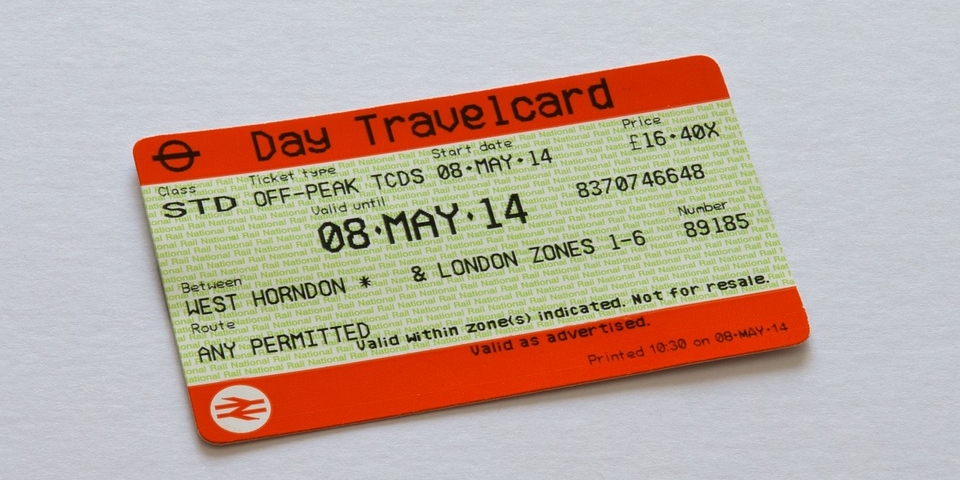 Day Travelcard
Class Ticket type Start date Price
STD OFF-PEAK TCDS 08·MAY·14 £16·40X
Valid until
08·MAY·14 8370746648
Number
Between
WEST HORNDON * & LONDON ZONES 1-6 89185
Route
ANY PERMITTED
Valid within zone(s) indicated. Not for resale.
Valid as advertised.
Printed 10:30 on 08·MAY·14